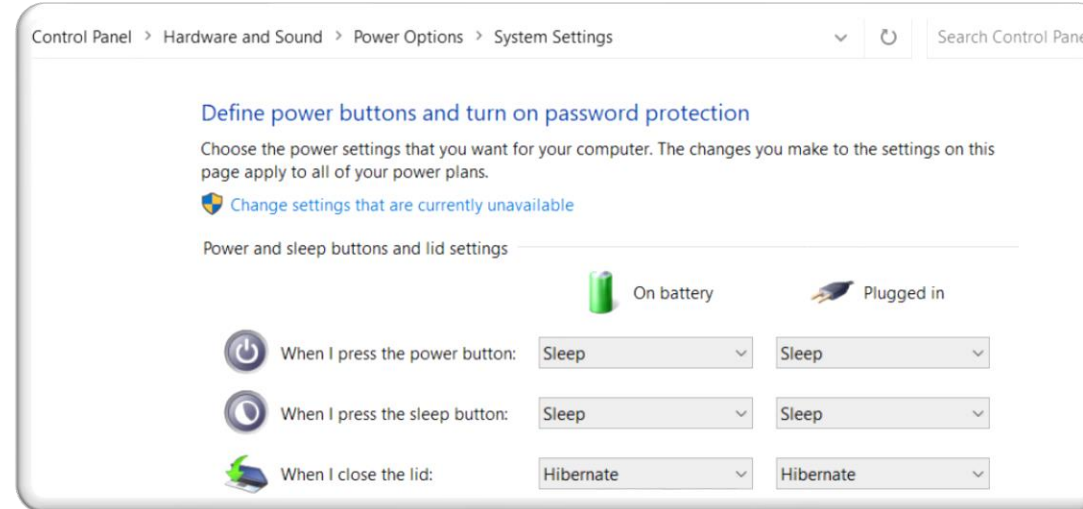 Control Panel > Hardware and Sound > Power Options > System Settings
Search Control Pane
Define power buttons and turn on password protection
Choose the power settings that you want for your computer. The changes you make to the settings on this
page apply to all of your power plans.
Change settings that are currently unavailable
Power and sleep buttons and lid settings
On battery Plugged in
When I press the power button: Sleep Sleep
When I press the sleep button: Sleep Sleep
When I close the lid: Hibernate Hibernate